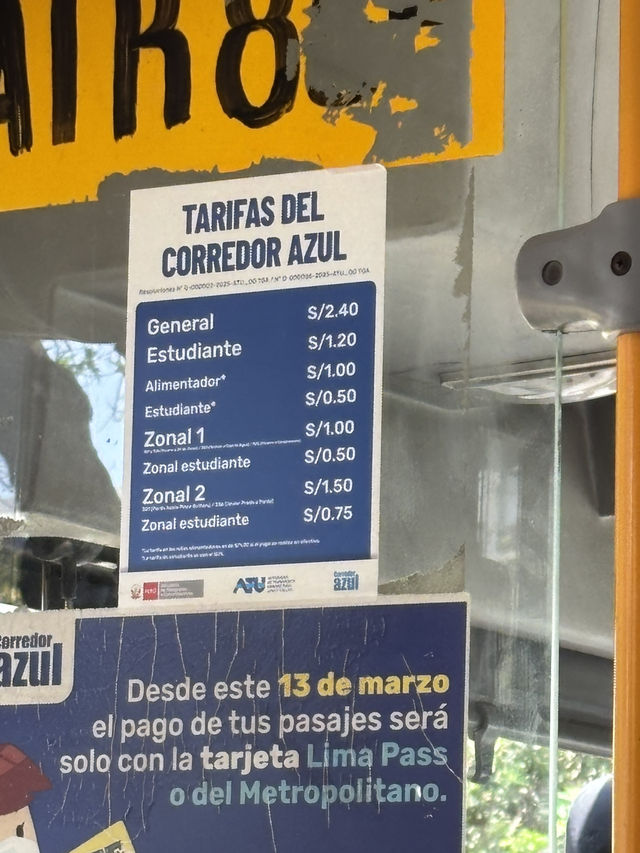 TARIFAS DEL
CORREDOR AZUL
General S/2.40
Estudiante S/1.20
Alimentador* S/1.00
Estudiante* S/0.50
Zonal 1 S/1.00
Zonal estudiante S/0.50
Zonal 2 S/1.50
Zonal estudiante S/0.75
PERÚ
ATU
Corredor
azul
Corredor
azul
Desde este 13 de marzo
el pago de tus pasajes será
solo con la tarjeta Lima Pass
o del Metropolitano.